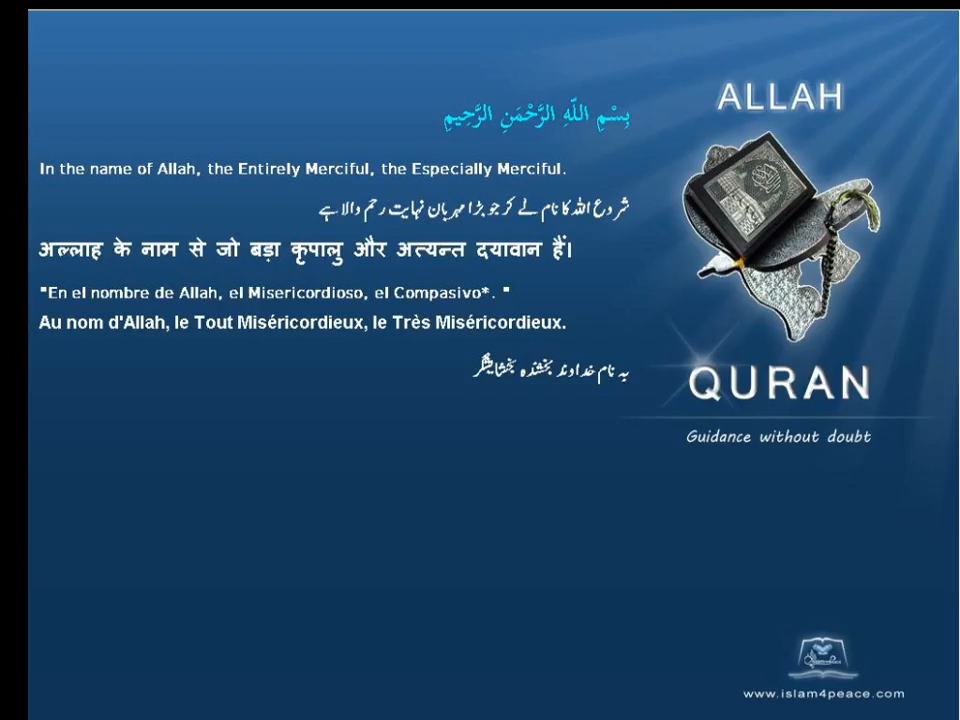 بِسْمِ اللَّهِ الرَّحْمَنِ الرَّحِيمِ
In the name of Allah, the Entirely Merciful, the Especially Merciful.
شروع الله کا نام لے کر جو بڑا مہربان نہایت رحم والا ہے
अल्लाह के नाम से जो बड़ा कृपालु और अत्यन्त दयावान हैं।
"En el nombre de Allah, el Misericordioso, el Compasivo*. "
Au nom d'Allah, le Tout Miséricordieux, le Très Miséricordieux.
به نام خداوند بخشنده بخشایشگر
ALLAH
QURAN
Guidance without doubt
www.islam4peace.com